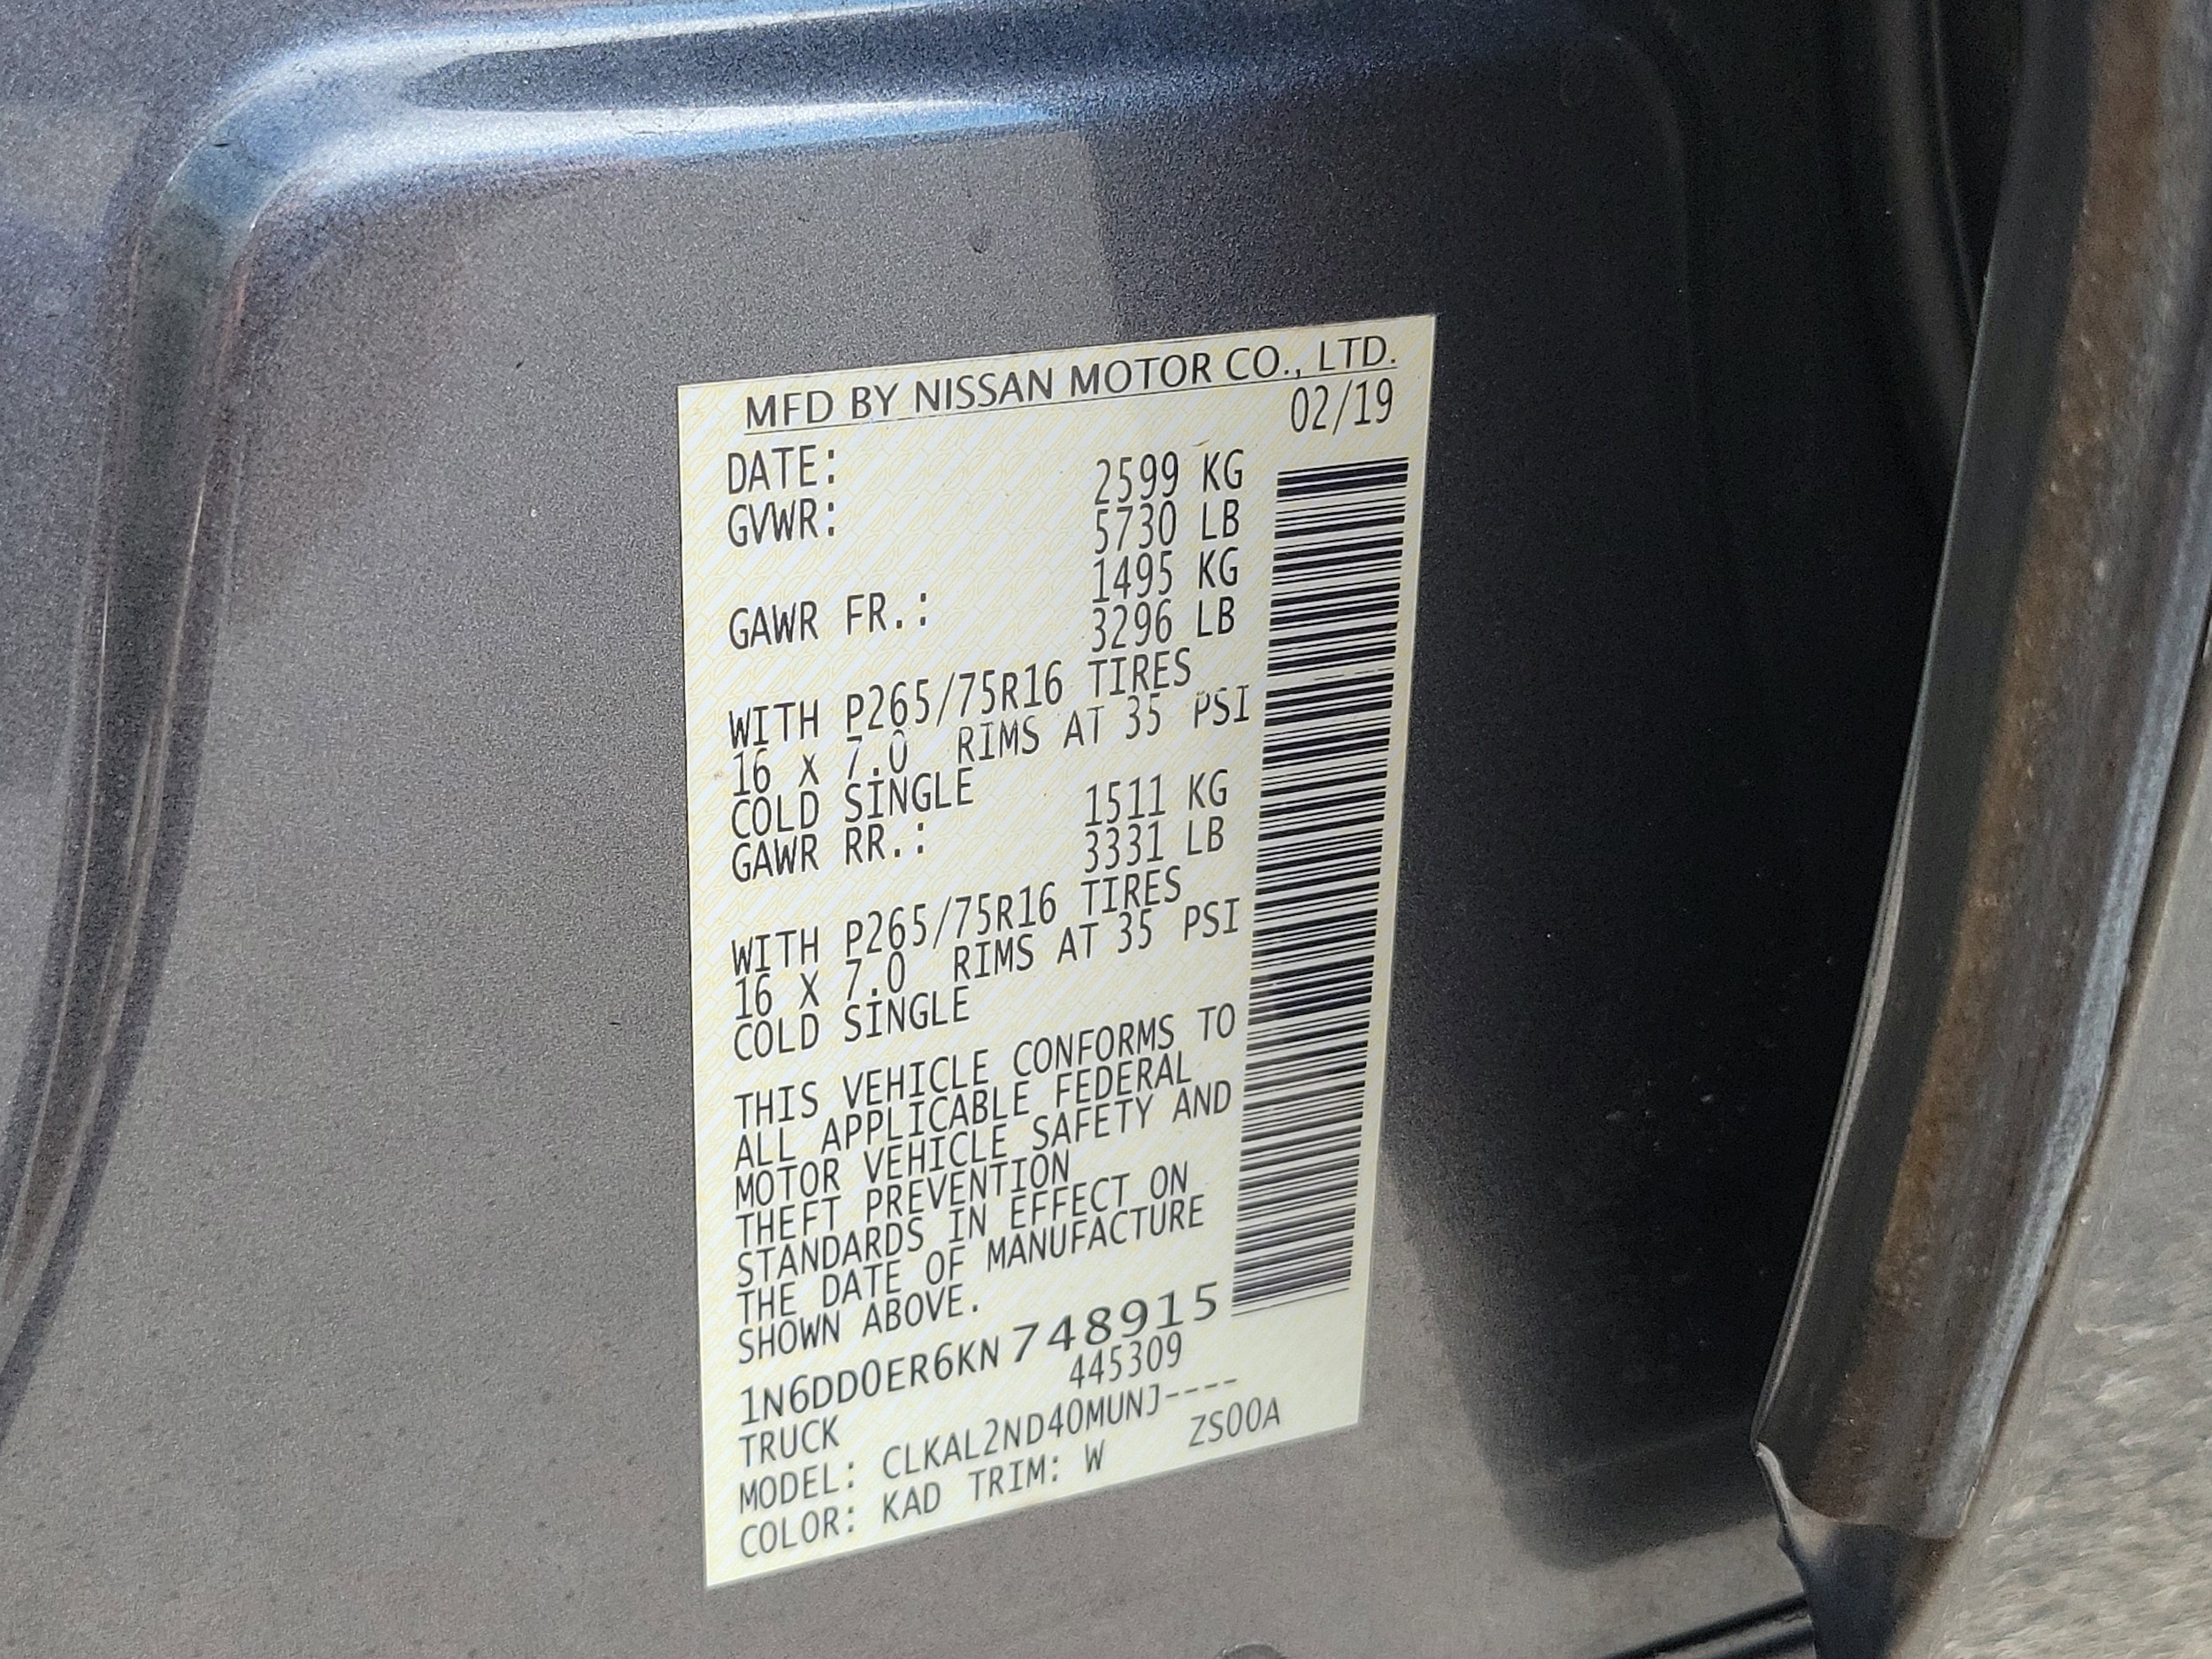 MFD BY NISSAN MOTOR CO., LTD.
DATE: 02/19
GVWR: 2599 KG
5730 LB
GAWR FR.: 1495 KG
3296 LB
WITH P265/75R16 TIRES
16 x 7.0 RIMS AT 35 PSI
COLD SINGLE
GAWR RR.: 1511 KG
3331 LB
WITH P265/75R16 TIRES
16 X 7.0 RIMS AT 35 PSI
COLD SINGLE
THIS VEHICLE CONFORMS TO
ALL APPLICABLE FEDERAL
MOTOR VEHICLE SAFETY AND
THEFT PREVENTION
STANDARDS IN EFFECT ON
THE DATE OF MANUFACTURE
SHOWN ABOVE.
1N6DD0ER6KN748915
TRUCK 445309
MODEL: CLKAL2ND40MUNJ----
COLOR: KAD TRIM: W ZS00A